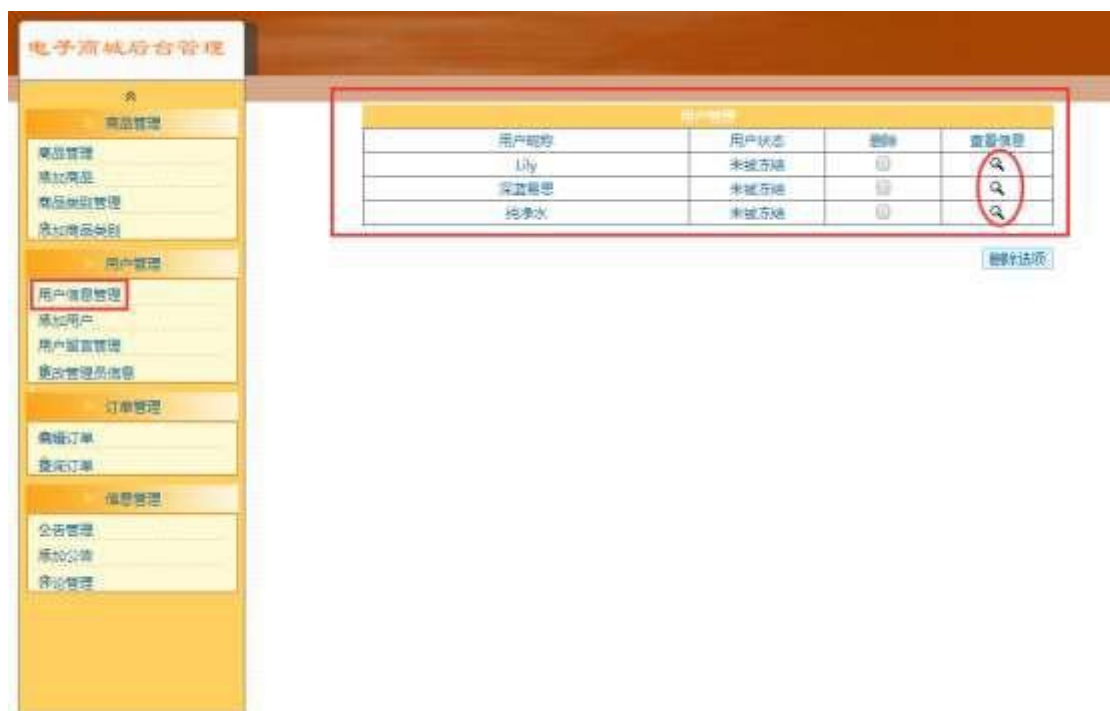 电子商城后台管理
商品管理
商品管理
添加商品
商品类别管理
添加商品类别
用户管理
用户信息管理
添加用户
用户留言管理
更改管理员信息
订单管理
编辑订单
查询订单
信息管理
公告管理
添加公告
评论管理
用户管理
用户昵称 用户状态 删除 查看信息
Lily 未被冻结
深蓝易思 未被冻结
纯净水 未被冻结
删除选项